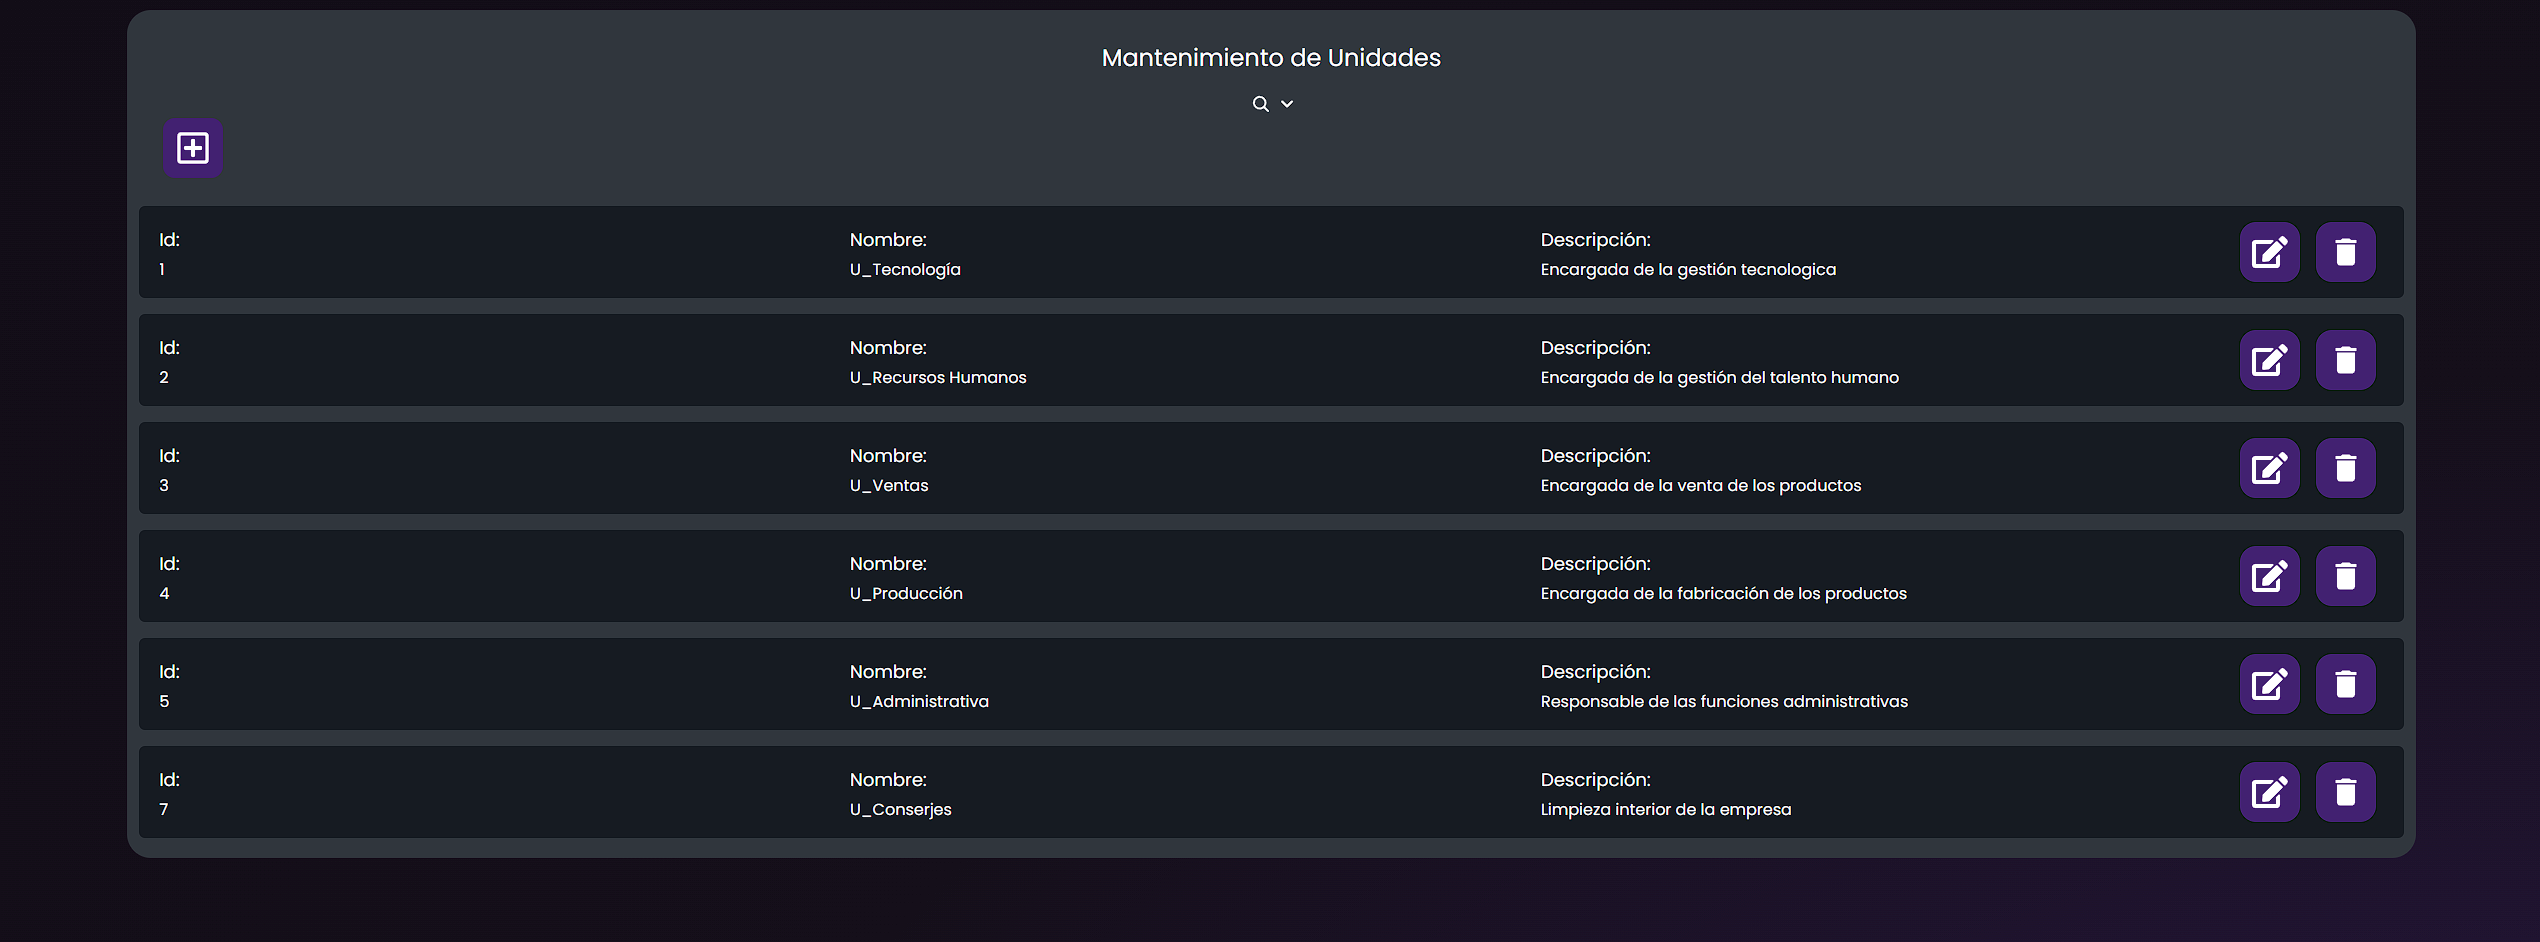 Mantenimiento de Unidades
Id: Nombre: Descripción:
1 U_Tecnología Encargada de la gestión tecnologica
Id: Nombre: Descripción:
2 U_Recursos Humanos Encargada de la gestión del talento humano
Id: Nombre: Descripción:
3 U_Ventas Encargada de la venta de los productos
Id: Nombre: Descripción:
4 U_Producción Encargada de la fabricación de los productos
Id: Nombre: Descripción:
5 U_Administrativa Responsable de las funciones administrativas
Id: Nombre: Descripción:
7 U_Conserjes Limpieza interior de la empresa